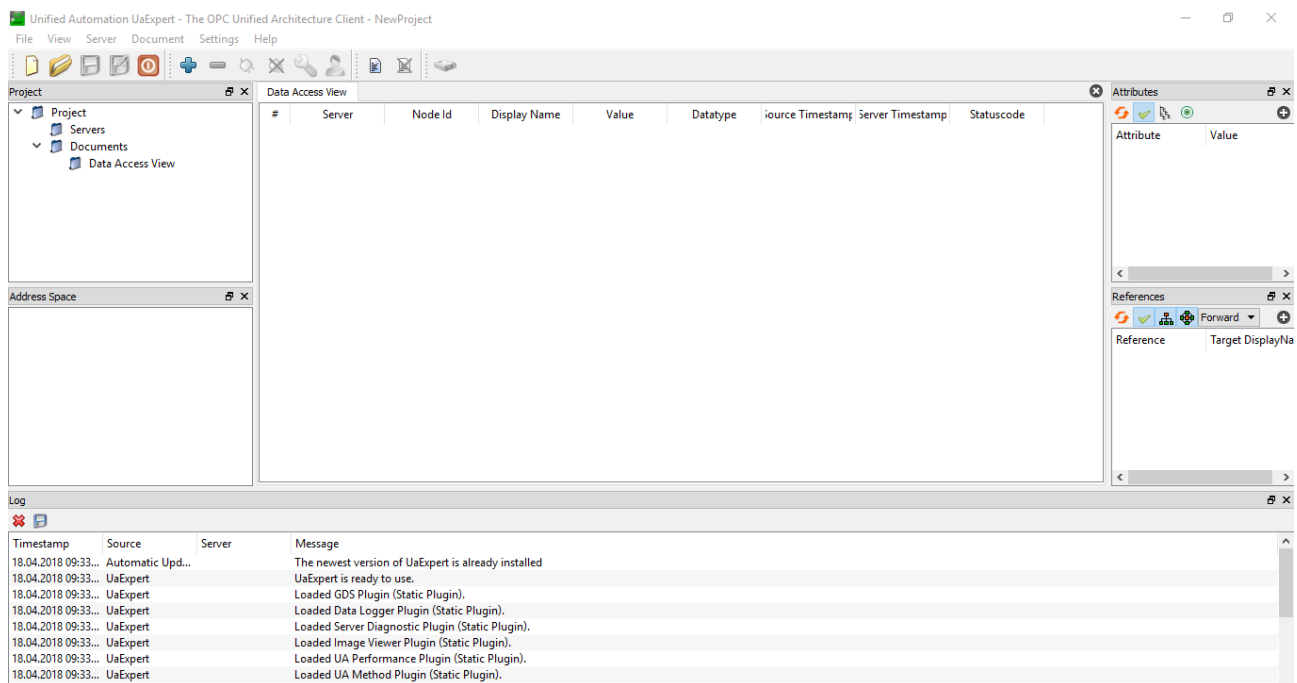 Unified Automation UaExpert - The OPC Unified Architecture Client - NewProject
File View Server Document Settings Help
Project
Project
Servers
Documents
Data Access View
Address Space
Data Access View
# Server Node Id Display Name Value Datatype Source Timestamp Server Timestamp Statuscode
Attributes
Attribute Value
References
Forward
Reference Target DisplayNa
Log
Timestamp Source Server Message
18.04.2018 09:33... Automatic Upd... The newest version of UaExpert is already installed
18.04.2018 09:33... UaExpert UaExpert is ready to use.
18.04.2018 09:33... UaExpert Loaded GDS Plugin (Static Plugin).
18.04.2018 09:33... UaExpert Loaded Data Logger Plugin (Static Plugin).
18.04.2018 09:33... UaExpert Loaded Server Diagnostic Plugin (Static Plugin).
18.04.2018 09:33... UaExpert Loaded Image Viewer Plugin (Static Plugin).
18.04.2018 09:33... UaExpert Loaded UA Performance Plugin (Static Plugin).
18.04.2018 09:33... UaExpert Loaded UA Method Plugin (Static Plugin).